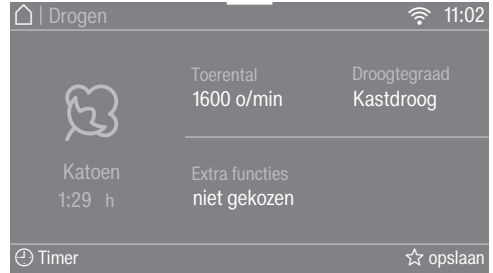 | Drogen 11:02
Toerental
1600 o/min
Droogtegraad
Kastdroog
Katoen
1:29 h
Extra functies
niet gekozen
Timer
opslaan